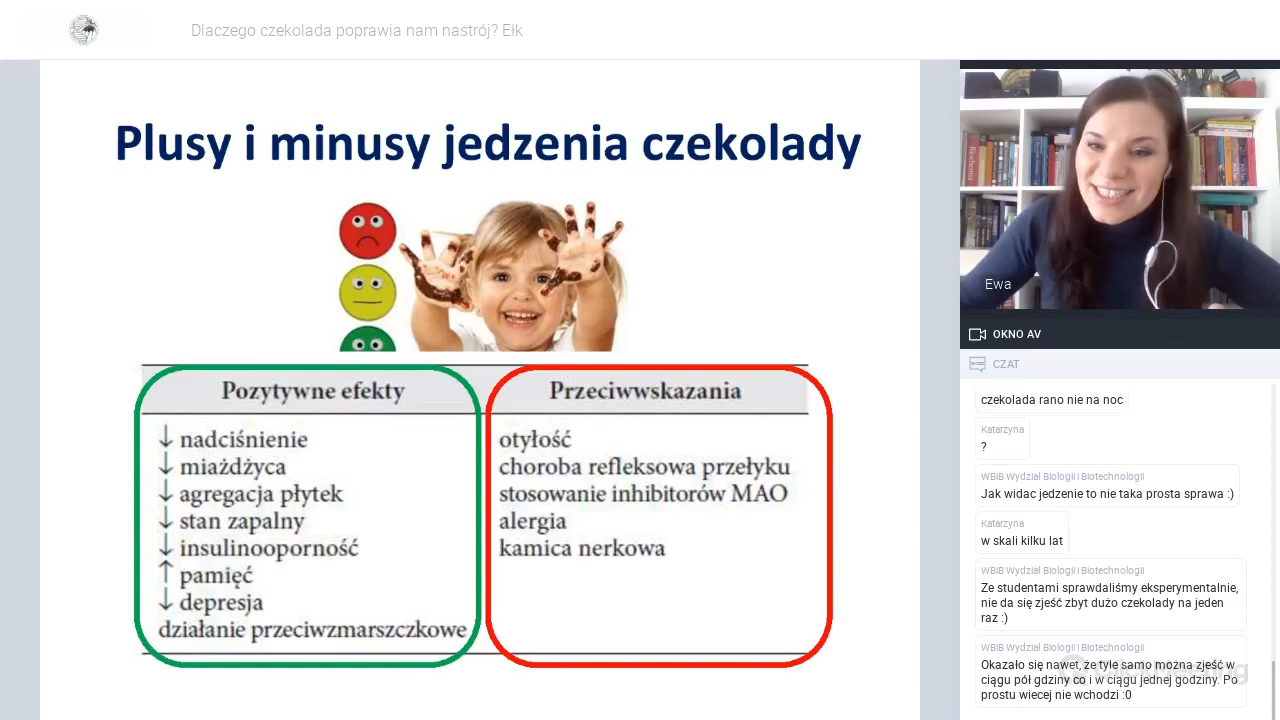 Dlaczego czekolada poprawia nam nastrój? Ełk
Plusy i minusy jedzenia czekolady
Pozytywne efekty
↓ nadciśnienie
↓ miażdżyca
↓ agregacja płytek
↓ stan zapalny
↓ insulinooporność
↑ pamięć
↓ depresja
działanie przeciwzmarszczkowe
Przeciwwskazania
otyłość
choroba refleksowa przełyku
stosowanie inhibitorów MAO
alergia
kamica nerkowa
Ewa
OKNO AV
CZAT
czekolada rano nie na noc
Katarzyna
?
WBiB Wydział Biologii i Biotechnologii
Jak widac jedzenie to nie taka prosta sprawa :)
Katarzyna
w skali kilku lat
WBiB Wydział Biologii i Biotechnologii
Ze studentami sprawdaliśmy eksperymentalnie,
nie da się zjeść zbyt dużo czekolady na jeden
raz :)
WBiB Wydział Biologii i Biotechnologii
Okazało się nawet, że tyle samo można zjeść w
ciągu pół gdziny co i w ciągu jednej godziny. Po
prostu wiecej nie wchodzi :0